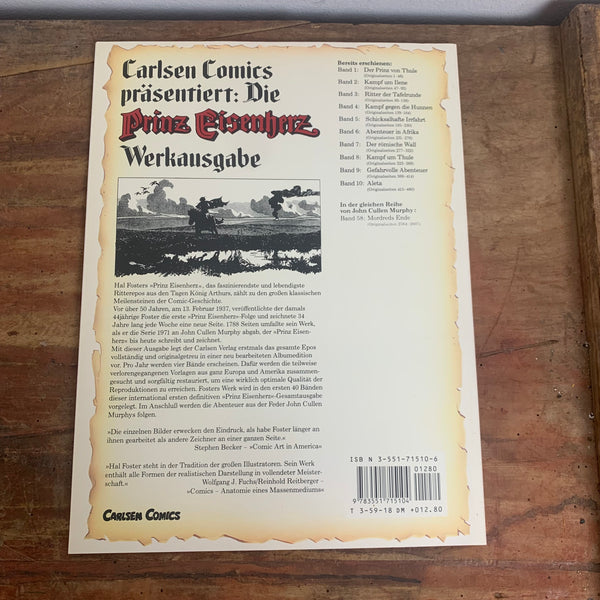 Carlsen Comics
präsentiert: Die
Prinz Eisenherz
Werkausgabe
Hal Fosters »Prinz Eisenherz«, das faszinierendste und lebendigste
Ritterepos aus den Tagen König Arthurs, zählt zu den großen klassischen
Meilensteinen der Comic-Geschichte.
Vor über 50 Jahren, am 13. Februar 1937, veröffentlichte der damals
44jährige Foster die erste »Prinz Eisenherz«-Folge und zeichnete 34
Jahre lang jede Woche eine neue Seite. 1788 Seiten umfaßte sein Werk,
als er die Serie 1971 an John Cullen Murphy abgab, der »Prinz Eisen-
herz« bis heute schreibt und zeichnet.
Mit dieser Ausgabe legt der Carlsen Verlag erstmals das gesamte Epos
vollständig und originalgetreu in einer neu bearbeiteten Albumedition
vor. Pro Jahr werden vier Bände erscheinen. Dafür werden die teilweise
verlorengegangenen Vorlagen aus ganz Europa und Amerika zusammen-
gesucht und sorgfältig restauriert, um eine wirklich optimale Qualität der
Reproduktionen zu erreichen. Fosters Werk wird in den ersten 40 Bänden
dieser international ersten definitiven »Prinz Eisenherz«-Gesamtausgabe
vorgelegt. Im Anschluß werden die Abenteuer aus der Feder John Cullen
Murphys folgen.
»Die einzelnen Bilder erwecken den Eindruck, als habe Foster länger an
ihnen gearbeitet als andere Zeichner an einer ganzen Seite.«
Stephen Becker – »Comic Art in America«
»Hal Foster steht in der Tradition der großen Illustratoren. Sein Werk
enthält alle Formen der realistischen Darstellung in vollendeter Meister-
schaft.«
Wolfgang J. Fuchs/Reinhold Reitberger –
»Comics – Anatomie eines Massenmediums«
CARLSEN COMICS
Bereits erschienen:
Band 1: Der Prinz von Thule
Band 2: Kampf um Ilene
Band 3: Ritter der Tafelrunde
Band 4: Kampf gegen die Hunnen
Band 5: Schicksalhafte Irrfahrt
Band 6: Abenteuer in Afrika
Band 7: Der römische Wall
Band 8: Kampf um Thule
Band 9: Gefahrvolle Abenteuer
Band 10: Aleta
In der gleichen Reihe
von John Cullen Murphy:
Band 58: Mordreds Ende
ISBN 3-551-71510-6
01280
9 783551 715104
T 3-59-18 DM +012.80